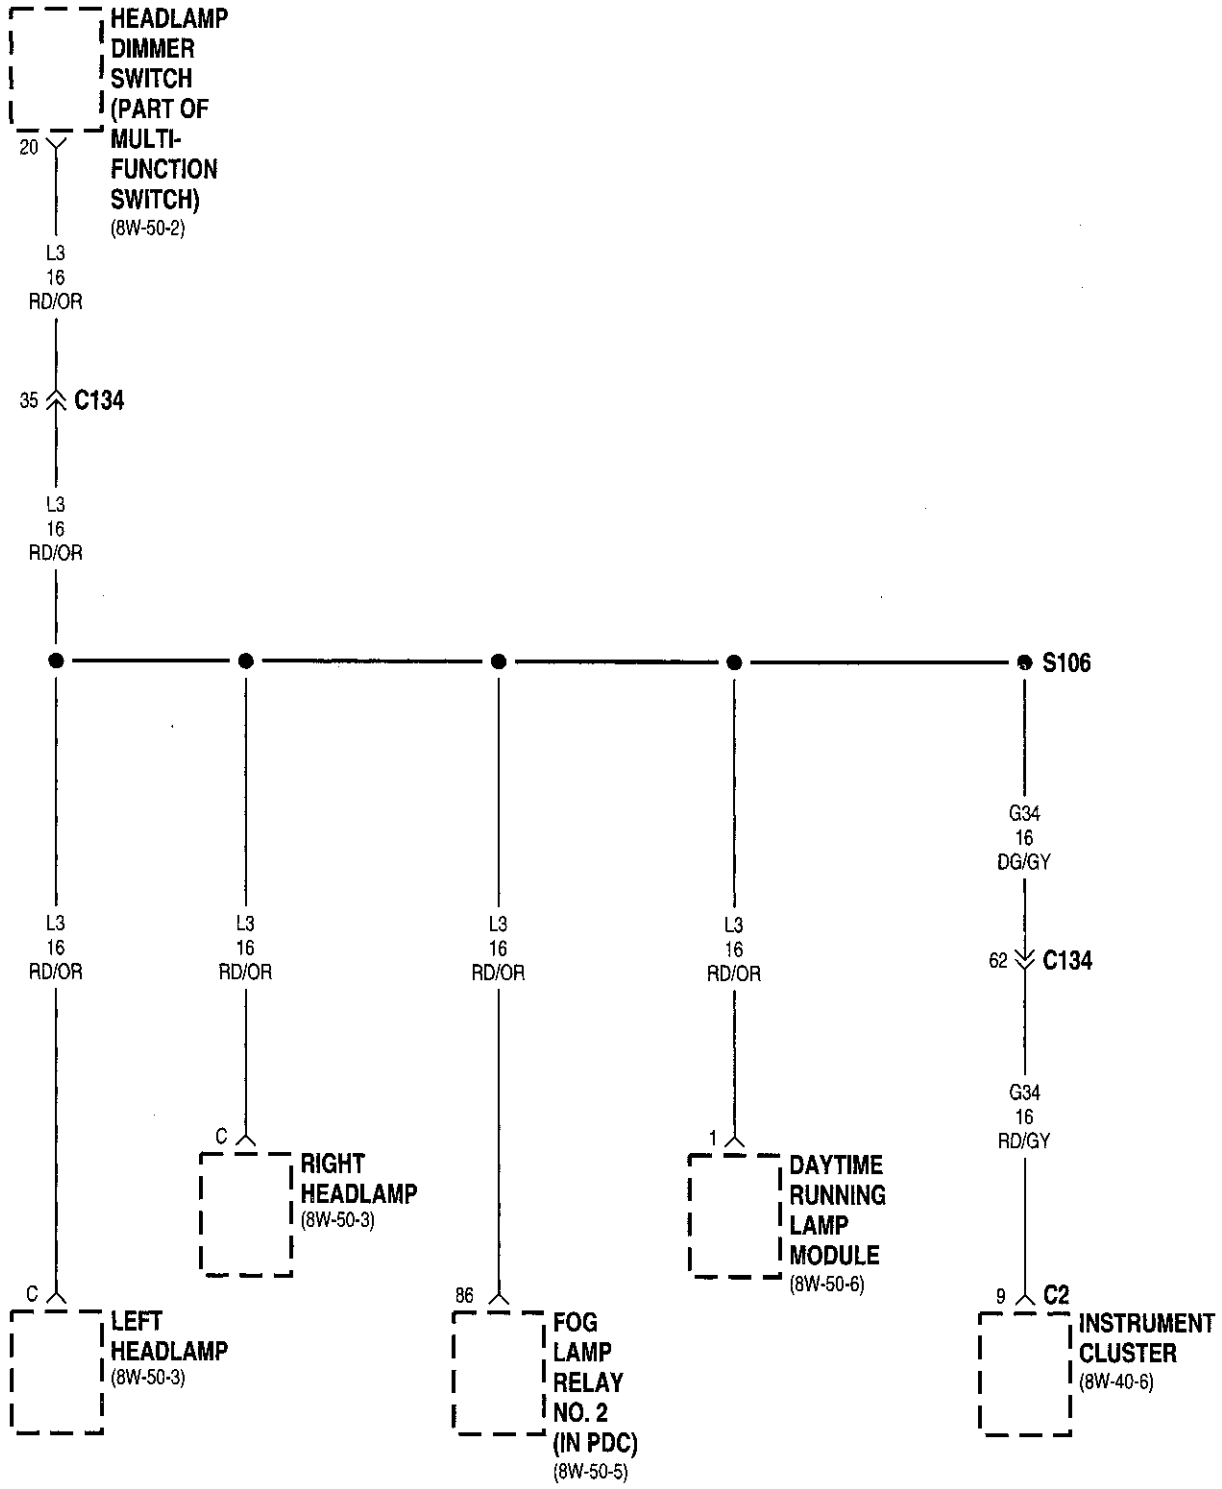 HEADLAMP
DIMMER
SWITCH
(PART OF
MULTI-
FUNCTION
SWITCH)
(8W-50-2)
20
L3
16
RD/OR
35
C134
L3
16
RD/OR
S106
G34
16
DG/GY
L3
16
RD/OR
L3
16
RD/OR
L3
16
RD/OR
L3
16
RD/OR
62
C134
G34
16
RD/GY
C
RIGHT
HEADLAMP
(8W-50-3)
1
DAYTIME
RUNNING
LAMP
MODULE
(8W-50-6)
C
LEFT
HEADLAMP
(8W-50-3)
86
FOG
LAMP
RELAY
NO. 2
(IN PDC)
(8W-50-5)
9
C2
INSTRUMENT
CLUSTER
(8W-40-6)